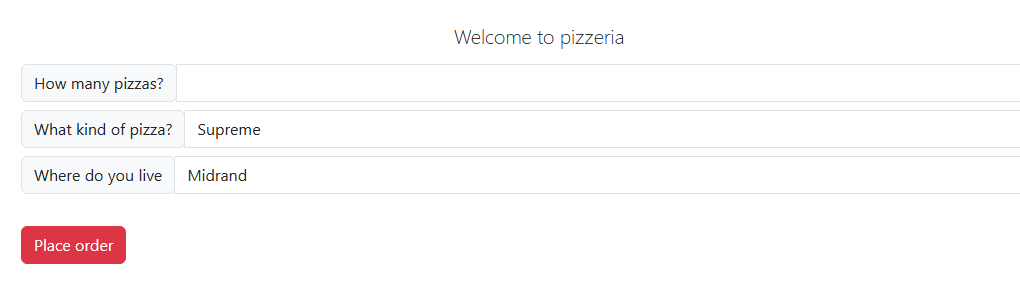 Welcome to pizzeria
How many pizzas?
What kind of pizza? Supreme
Where do you live Midrand
Place order